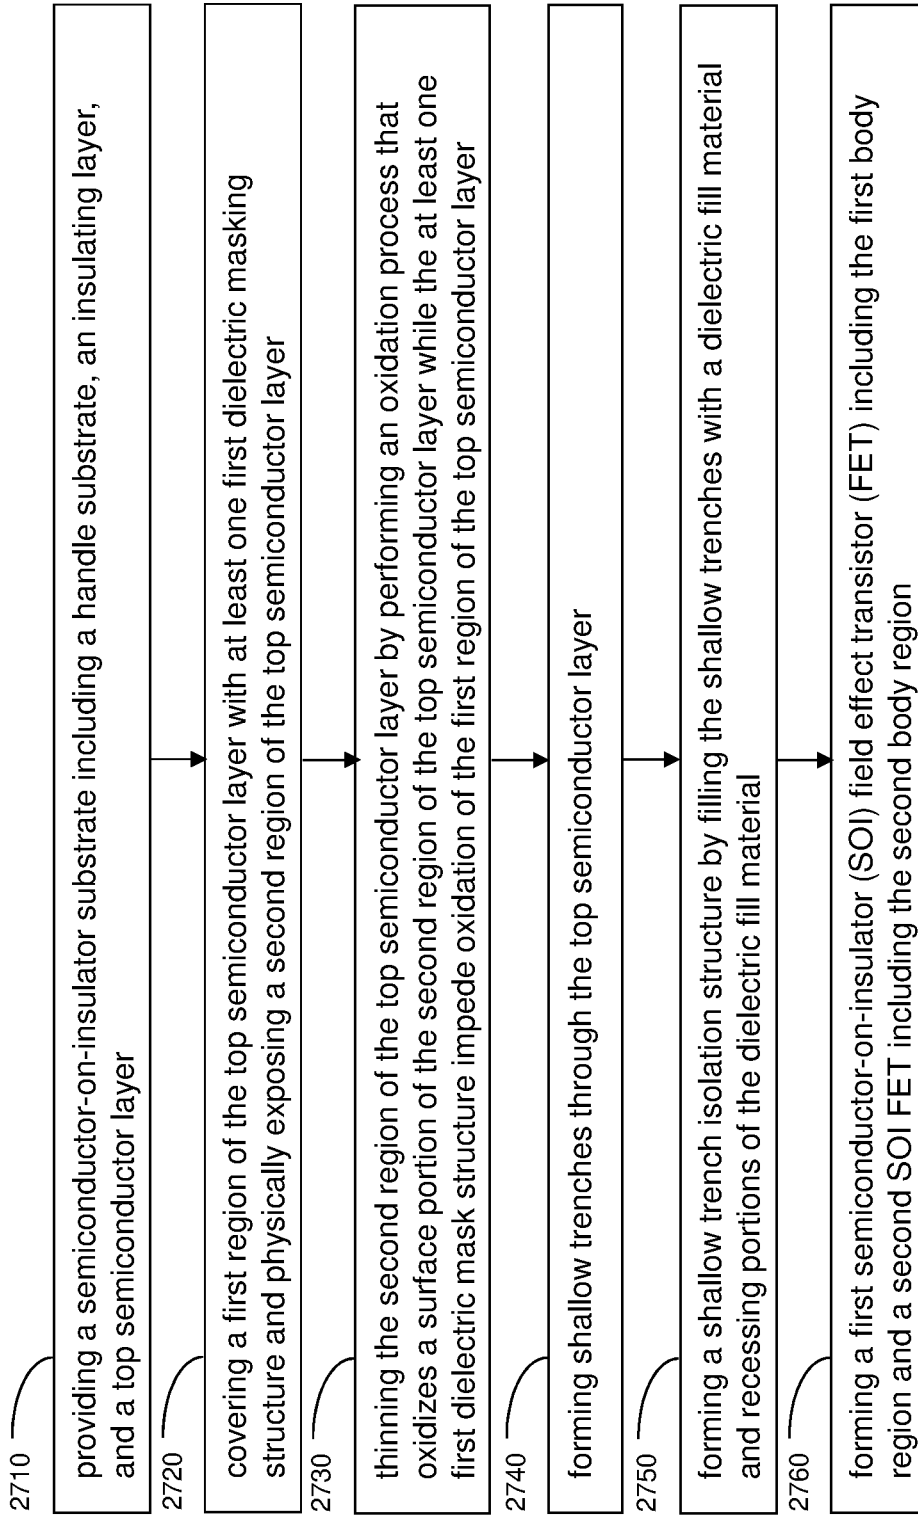 2710
providing a semiconductor-on-insulator substrate including a handle substrate, an insulating layer,
and a top semiconductor layer
2720
covering a first region of the top semiconductor layer with at least one first dielectric masking
structure and physically exposing a second region of the top semiconductor layer
2730
thinning the second region of the top semiconductor layer by performing an oxidation process that
oxidizes a surface portion of the second region of the top semiconductor layer while the at least one
first dielectric mask structure impede oxidation of the first region of the top semiconductor layer
2740
forming shallow trenches through the top semiconductor layer
2750
forming a shallow trench isolation structure by filling the shallow trenches with a dielectric fill material
and recessing portions of the dielectric fill material
2760
forming a first semiconductor-on-insulator (SOI) field effect transistor (FET) including the first body
region and a second SOI FET including the second body region